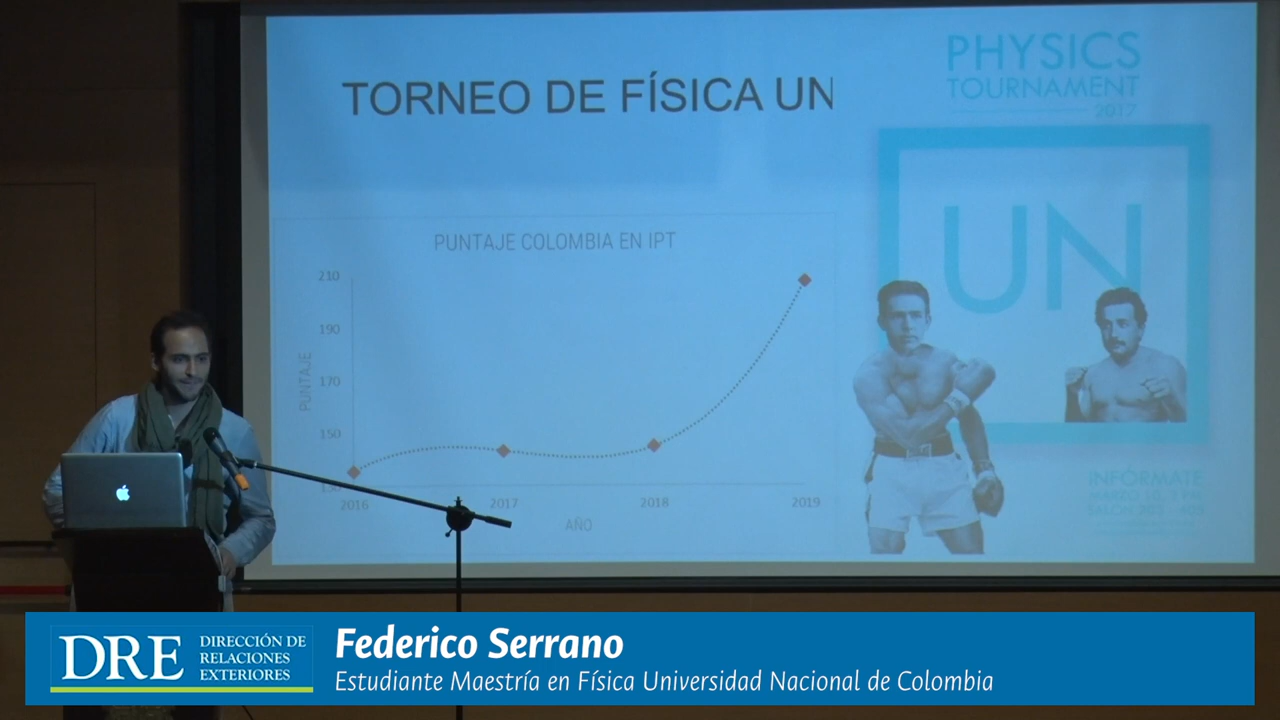 TORNEO DE FÍSICA UN
PHYSICS
TOURNAMENT
2017
UN
PUNTAJE COLOMBIA EN IPT
210
190
170
150
PUNTAJE
2016
2017
2018
2019
AÑO
INFÓRMATE
DRE
DIRECCIÓN DE
RELACIONES
EXTERIORES
Federico Serrano
Estudiante Maestría en Física Universidad Nacional de Colombia